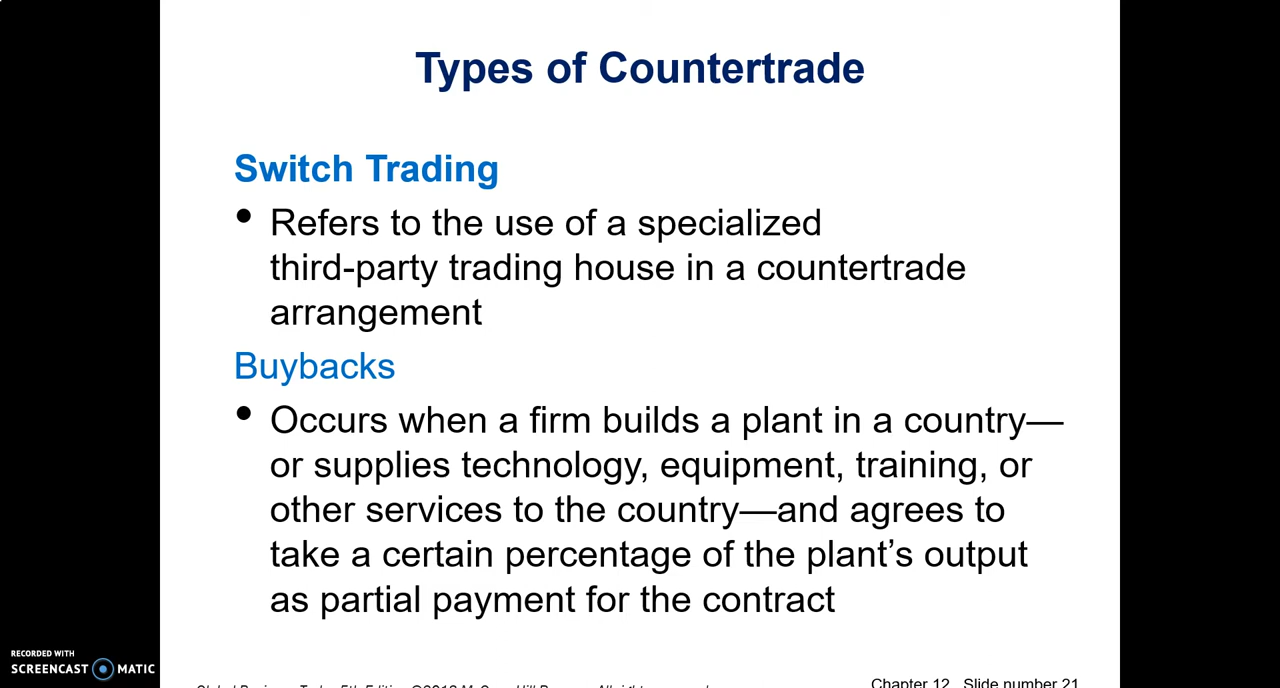 Types of Countertrade
Switch Trading
• Refers to the use of a specialized
third-party trading house in a countertrade
arrangement
Buybacks
• Occurs when a firm builds a plant in a country—
or supplies technology, equipment, training, or
other services to the country—and agrees to
take a certain percentage of the plant’s output
as partial payment for the contract
RECORDED WITH
SCREENCAST MATIC
Chapter 12 Slide number 21